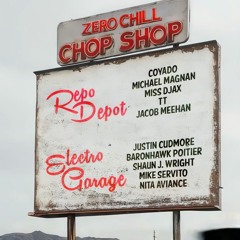 ZERO CHILL
CHOP SHOP
Repo
Depot
COYADO
MICHAEL MAGNAN
MISS DJAX
TT
JACOB MEEHAN
Electro
Garage
JUSTIN CUDMORE
BARONHAWK POITIER
SHAUN J. WRIGHT
MIKE SERVITO
NITA AVIANCE